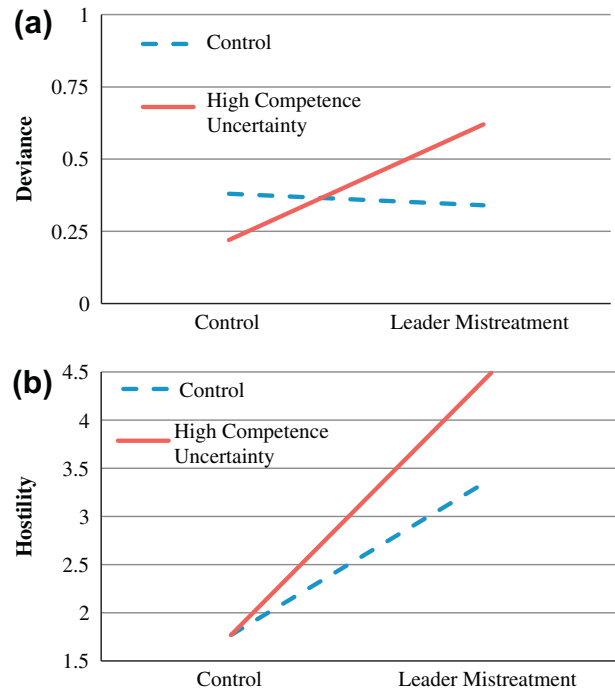 (a)
1
Control
0.75
High Competence
Uncertainty
Deviance
0.5
0.25
0
Control Leader Mistreatment
(b)
4.5
Control
4
High Competence
Uncertainty
3.5
Hostility
3
2.5
2
1.5
Control Leader Mistreatment